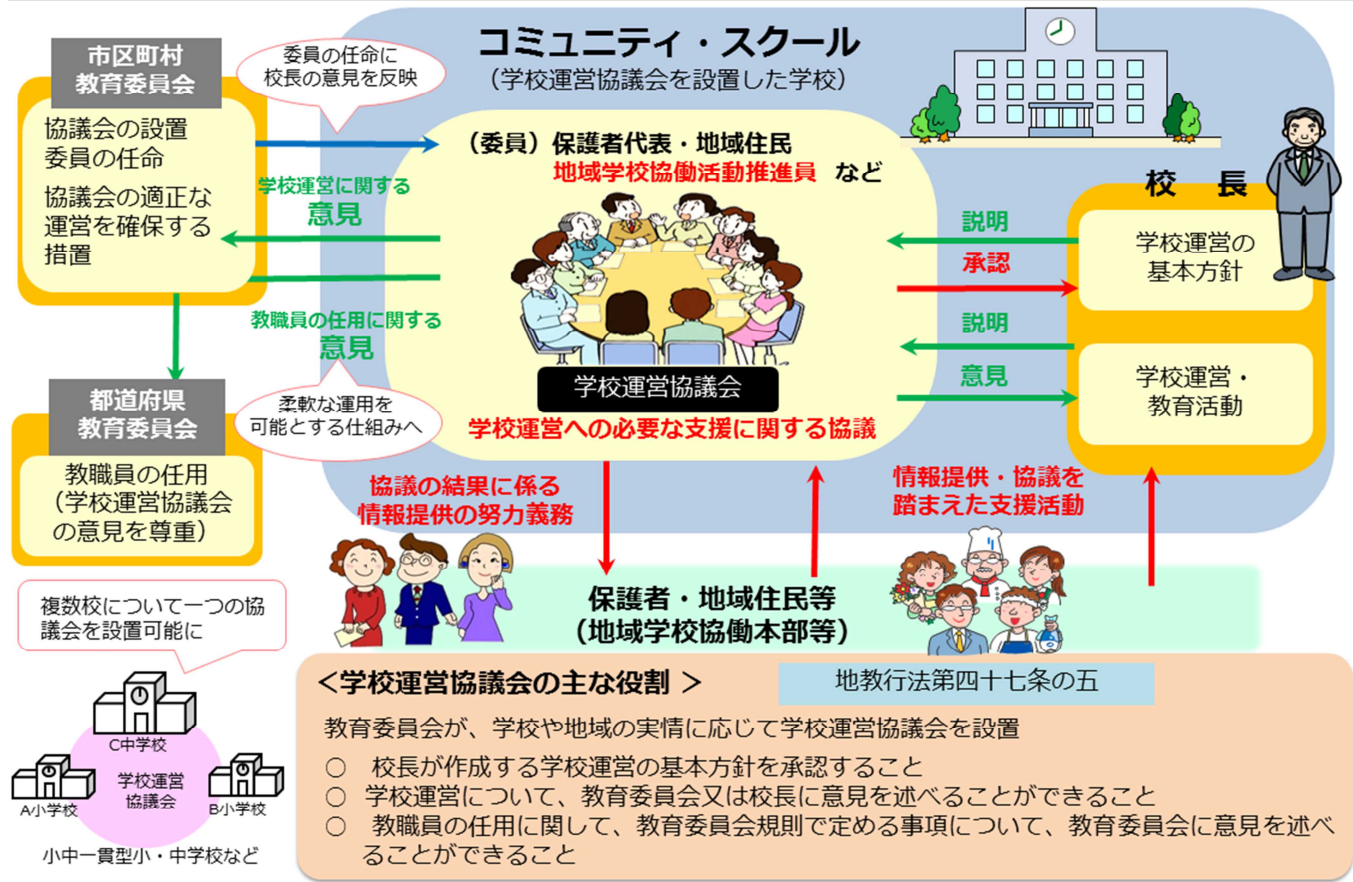 コミュニティ・スクール
（学校運営協議会を設置した学校）
市区町村
教育委員会
協議会の設置
委員の任命
協議会の適正な
運営を確保する
措置
委員の任命に
校長の意見を反映
（委員）保護者代表・地域住民
地域学校協働活動推進員 など
学校運営に関する
意見
教職員の任用に関する
意見
柔軟な運用を
可能とする仕組みへ
都道府県
教育委員会
教職員の任用
（学校運営協議会
の意見を尊重）
学校運営協議会
学校運営への必要な支援に関する協議
校 長
説明
承認
学校運営の
基本方針
説明
意見
学校運営・
教育活動
協議の結果に係る
情報提供の努力義務
情報提供・協議を
踏まえた支援活動
保護者・地域住民等
（地域学校協働本部等）
複数校について一つの協
議会を設置可能に
C中学校
学校運営
協議会
A小学校
B小学校
小中一貫型小・中学校など
＜学校運営協議会の主な役割 ＞
地教行法第四十七条の五
教育委員会が、学校や地域の実情に応じて学校運営協議会を設置
○ 校長が作成する学校運営の基本方針を承認すること
○ 学校運営について、教育委員会又は校長に意見を述べることができること
○ 教職員の任用に関して、教育委員会規則で定める事項について、教育委員会に意見を述べ
ることができること